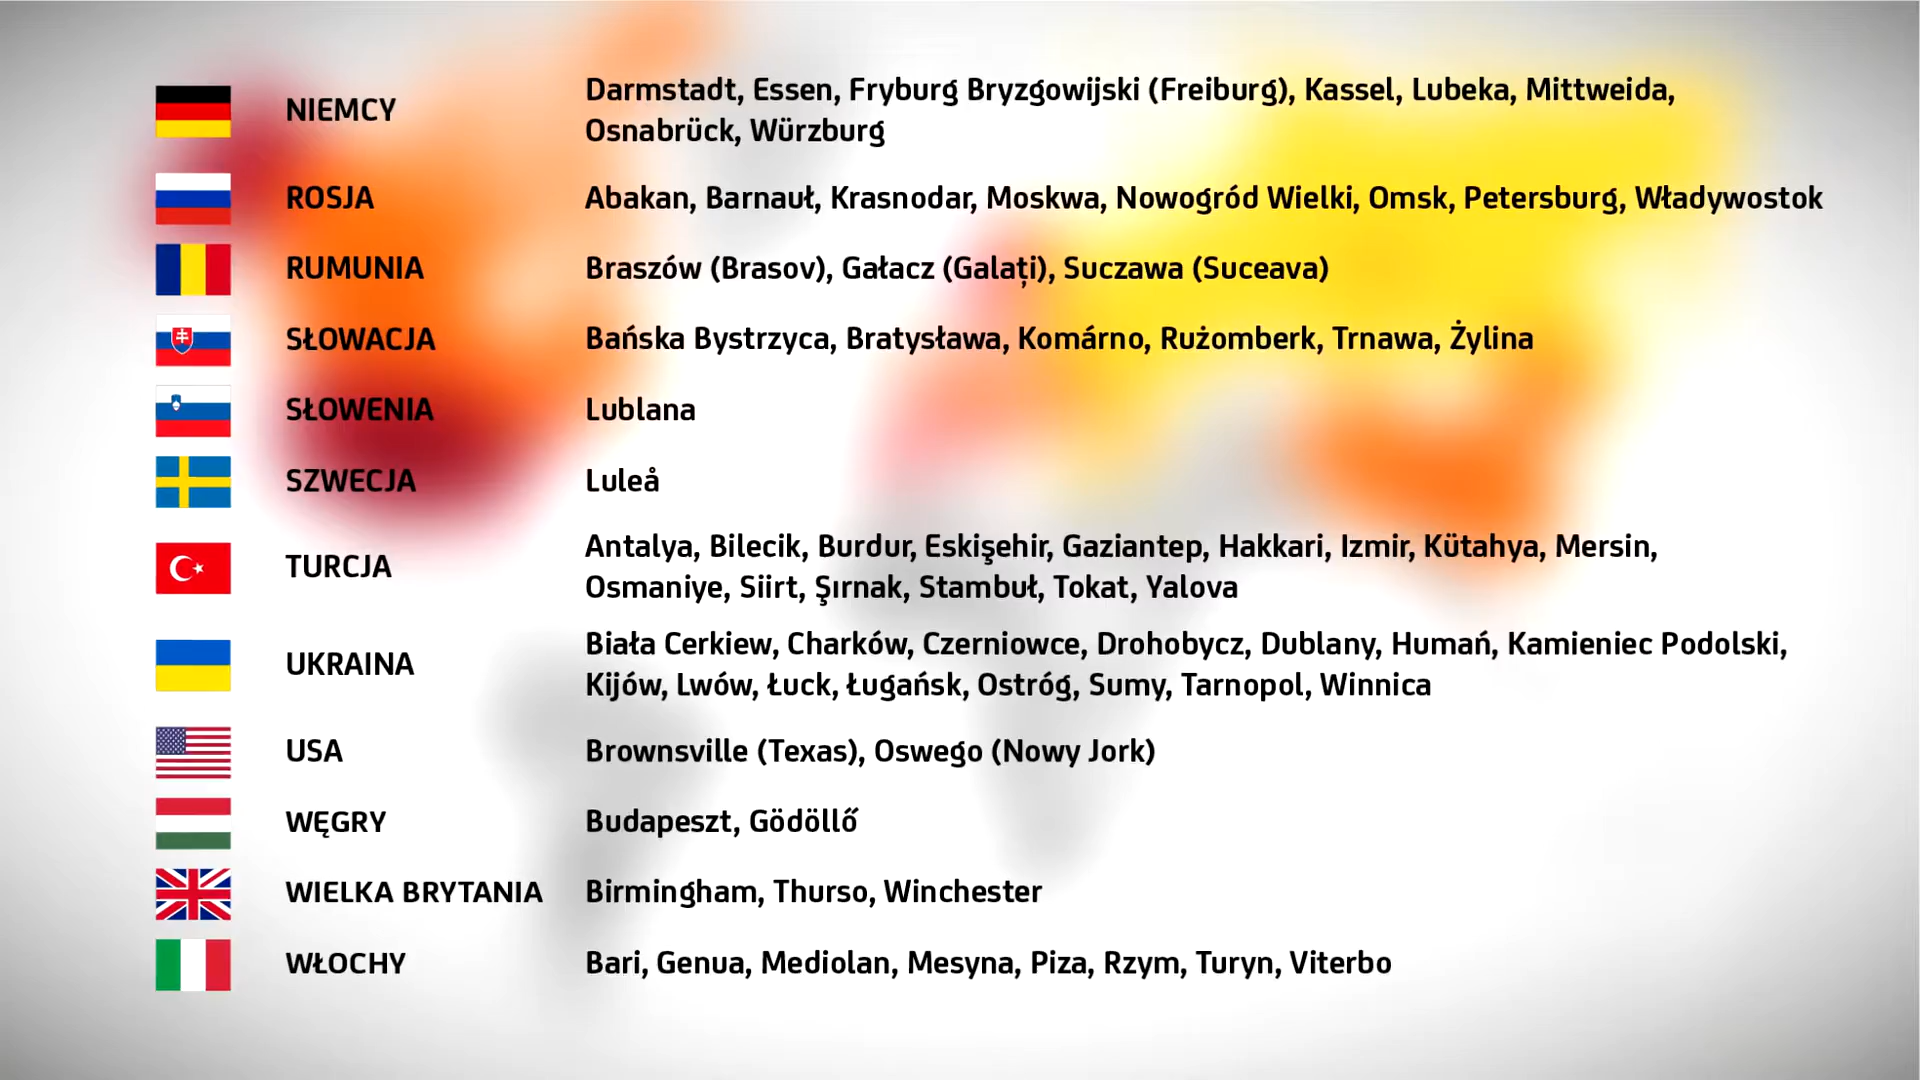 NIEMCY
Darmstadt, Essen, Fryburg Bryzgowijski (Freiburg), Kassel, Lubeka, Mittweida,
Osnabrück, Würzburg
ROSJA
Abakan, Barnauł, Krasnodar, Moskwa, Nowogród Wielki, Omsk, Petersburg, Władywostok
RUMUNIA
Braszów (Brasov), Gałacz (Galați), Suczawa (Suceava)
SŁOWACJA
Bańska Bystrzyca, Bratysława, Komárno, Rużomberk, Trnawa, Żylina
SŁOWENIA
Lublana
SZWECJA
Luleå
TURCJA
Antalya, Bilecik, Burdur, Eskişehir, Gaziantep, Hakkari, Izmir, Kütahya, Mersin,
Osmaniye, Siirt, Şırnak, Stambuł, Tokat, Yalova
UKRAINA
Biała Cerkiew, Charków, Czerniowce, Drohobycz, Dublany, Humań, Kamieniec Podolski,
Kijów, Lwów, Łuck, Ługańsk, Ostróg, Sumy, Tarnopol, Winnica
USA
Brownsville (Texas), Oswego (Nowy Jork)
WĘGRY
Budapeszt, Gödöllő
WIELKA BRYTANIA
Birmingham, Thurso, Winchester
WŁOCHY
Bari, Genua, Mediolan, Mesyna, Piza, Rzym, Turyn, Viterbo